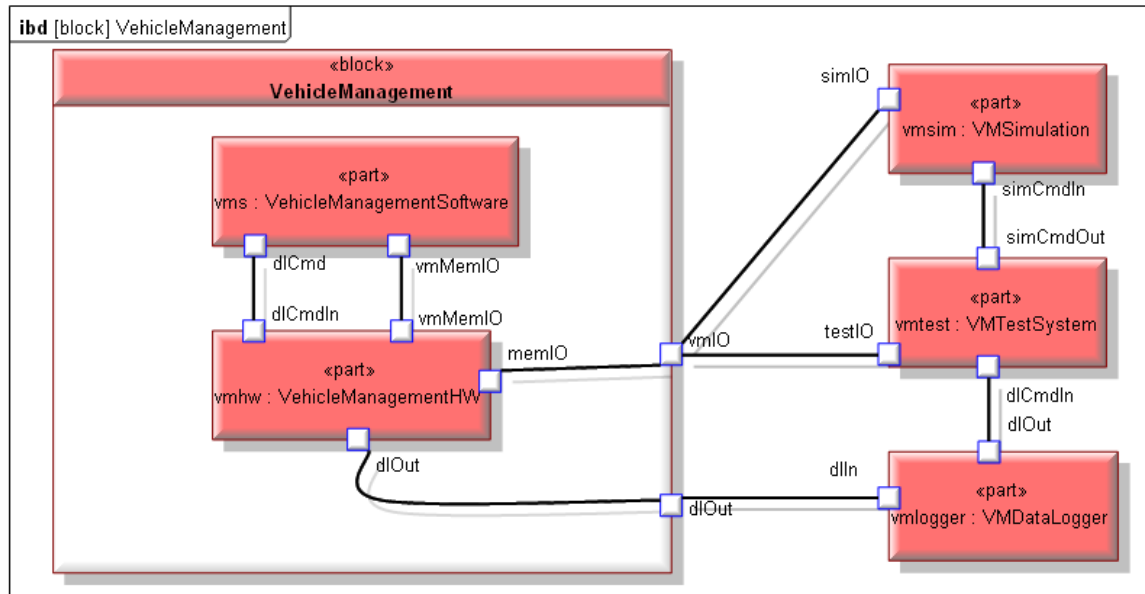 ibd [block] VehicleManagement
«block»
VehicleManagement
«part»
vms : VehicleManagementSoftware
dlCmd
vmMemIO
dlCmdIn
vmMemIO
«part»
vmhw : VehicleManagementHW
memIO
dlOut
vmIO
dlOut
simIO
«part»
vmsim : VMSimulation
simCmdIn
simCmdOut
testIO
«part»
vmtest : VMTestSystem
dlCmdIn
dlOut
dlIn
«part»
vmlogger : VMDataLogger